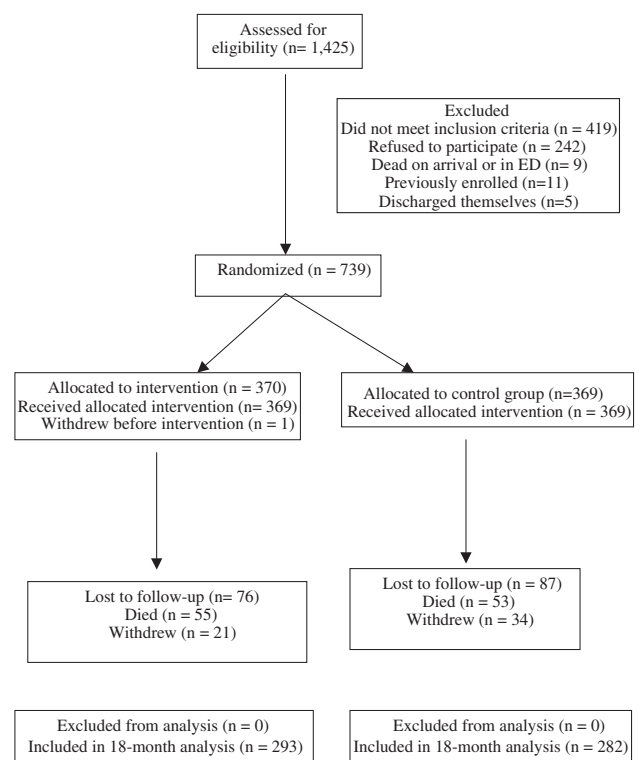 Assessed for
eligibility (n= 1,425)
Excluded
Did not meet inclusion criteria (n = 419)
Refused to participate (n = 242)
Dead on arrival or in ED (n= 9)
Previously enrolled (n=11)
Discharged themselves (n=5)
Randomized (n = 739)
Allocated to intervention (n = 370)
Received allocated intervention (n= 369)
Withdrew before intervention (n = 1)
Allocated to control group (n=369)
Received allocated intervention (n = 369)
Lost to follow-up (n= 76)
Died (n = 55)
Withdrew (n = 21)
Lost to follow-up (n = 87)
Died (n = 53)
Withdrew (n = 34)
Excluded from analysis (n = 0)
Included in 18-month analysis (n = 293)
Excluded from analysis (n = 0)
Included in 18-month analysis (n = 282)